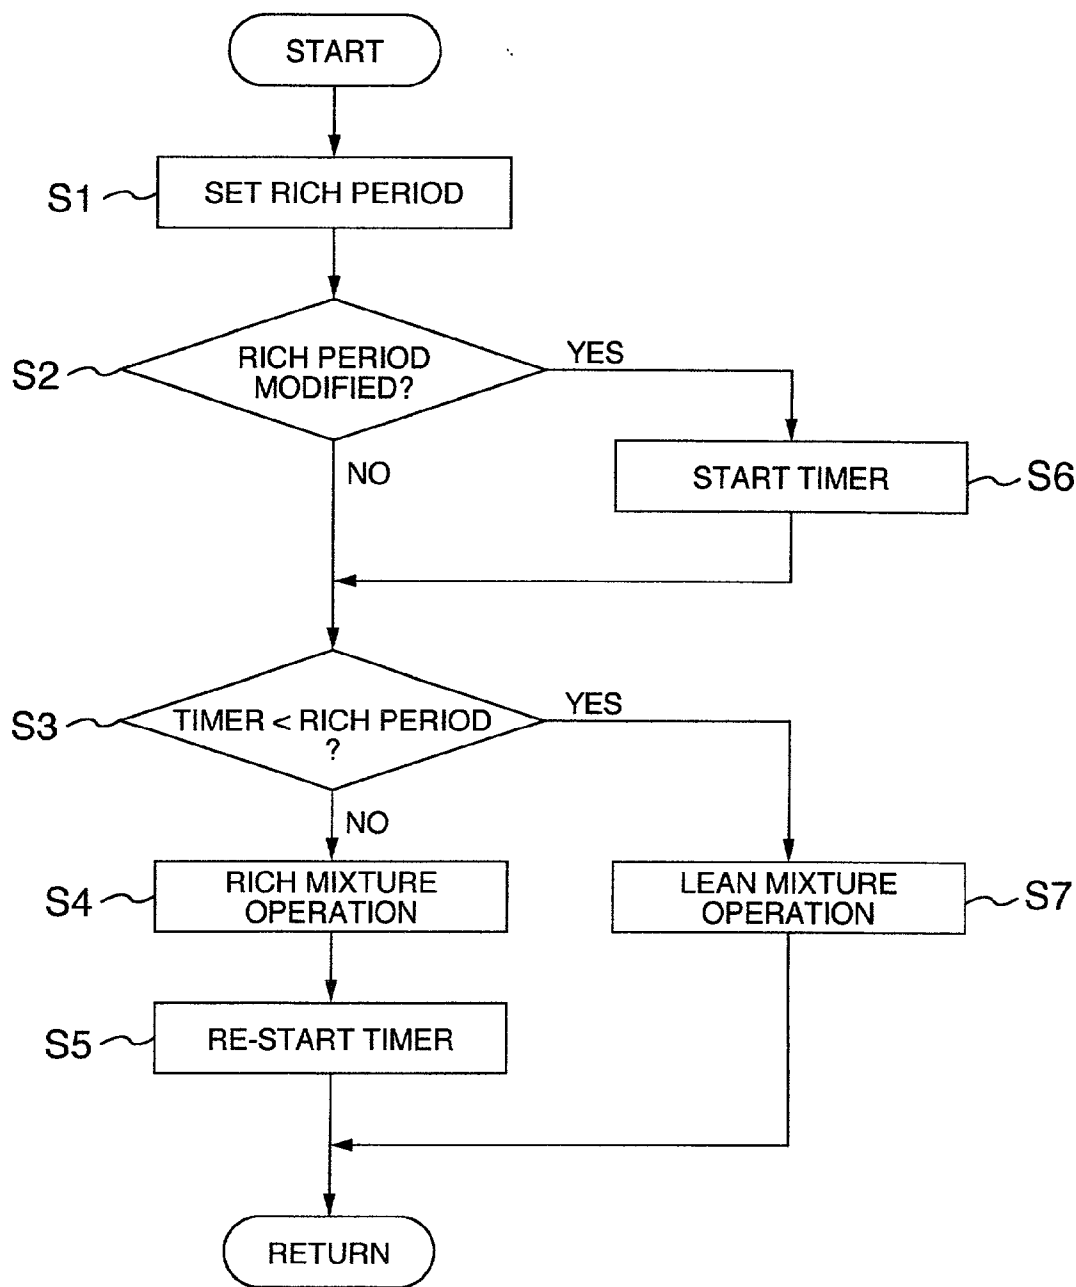 START
S1
SET RICH PERIOD
S2
RICH PERIOD
MODIFIED?
YES
NO
START TIMER
S6
S3
TIMER < RICH PERIOD
?
YES
NO
S4
RICH MIXTURE
OPERATION
LEAN MIXTURE
OPERATION
S7
S5
RE-START TIMER
RETURN